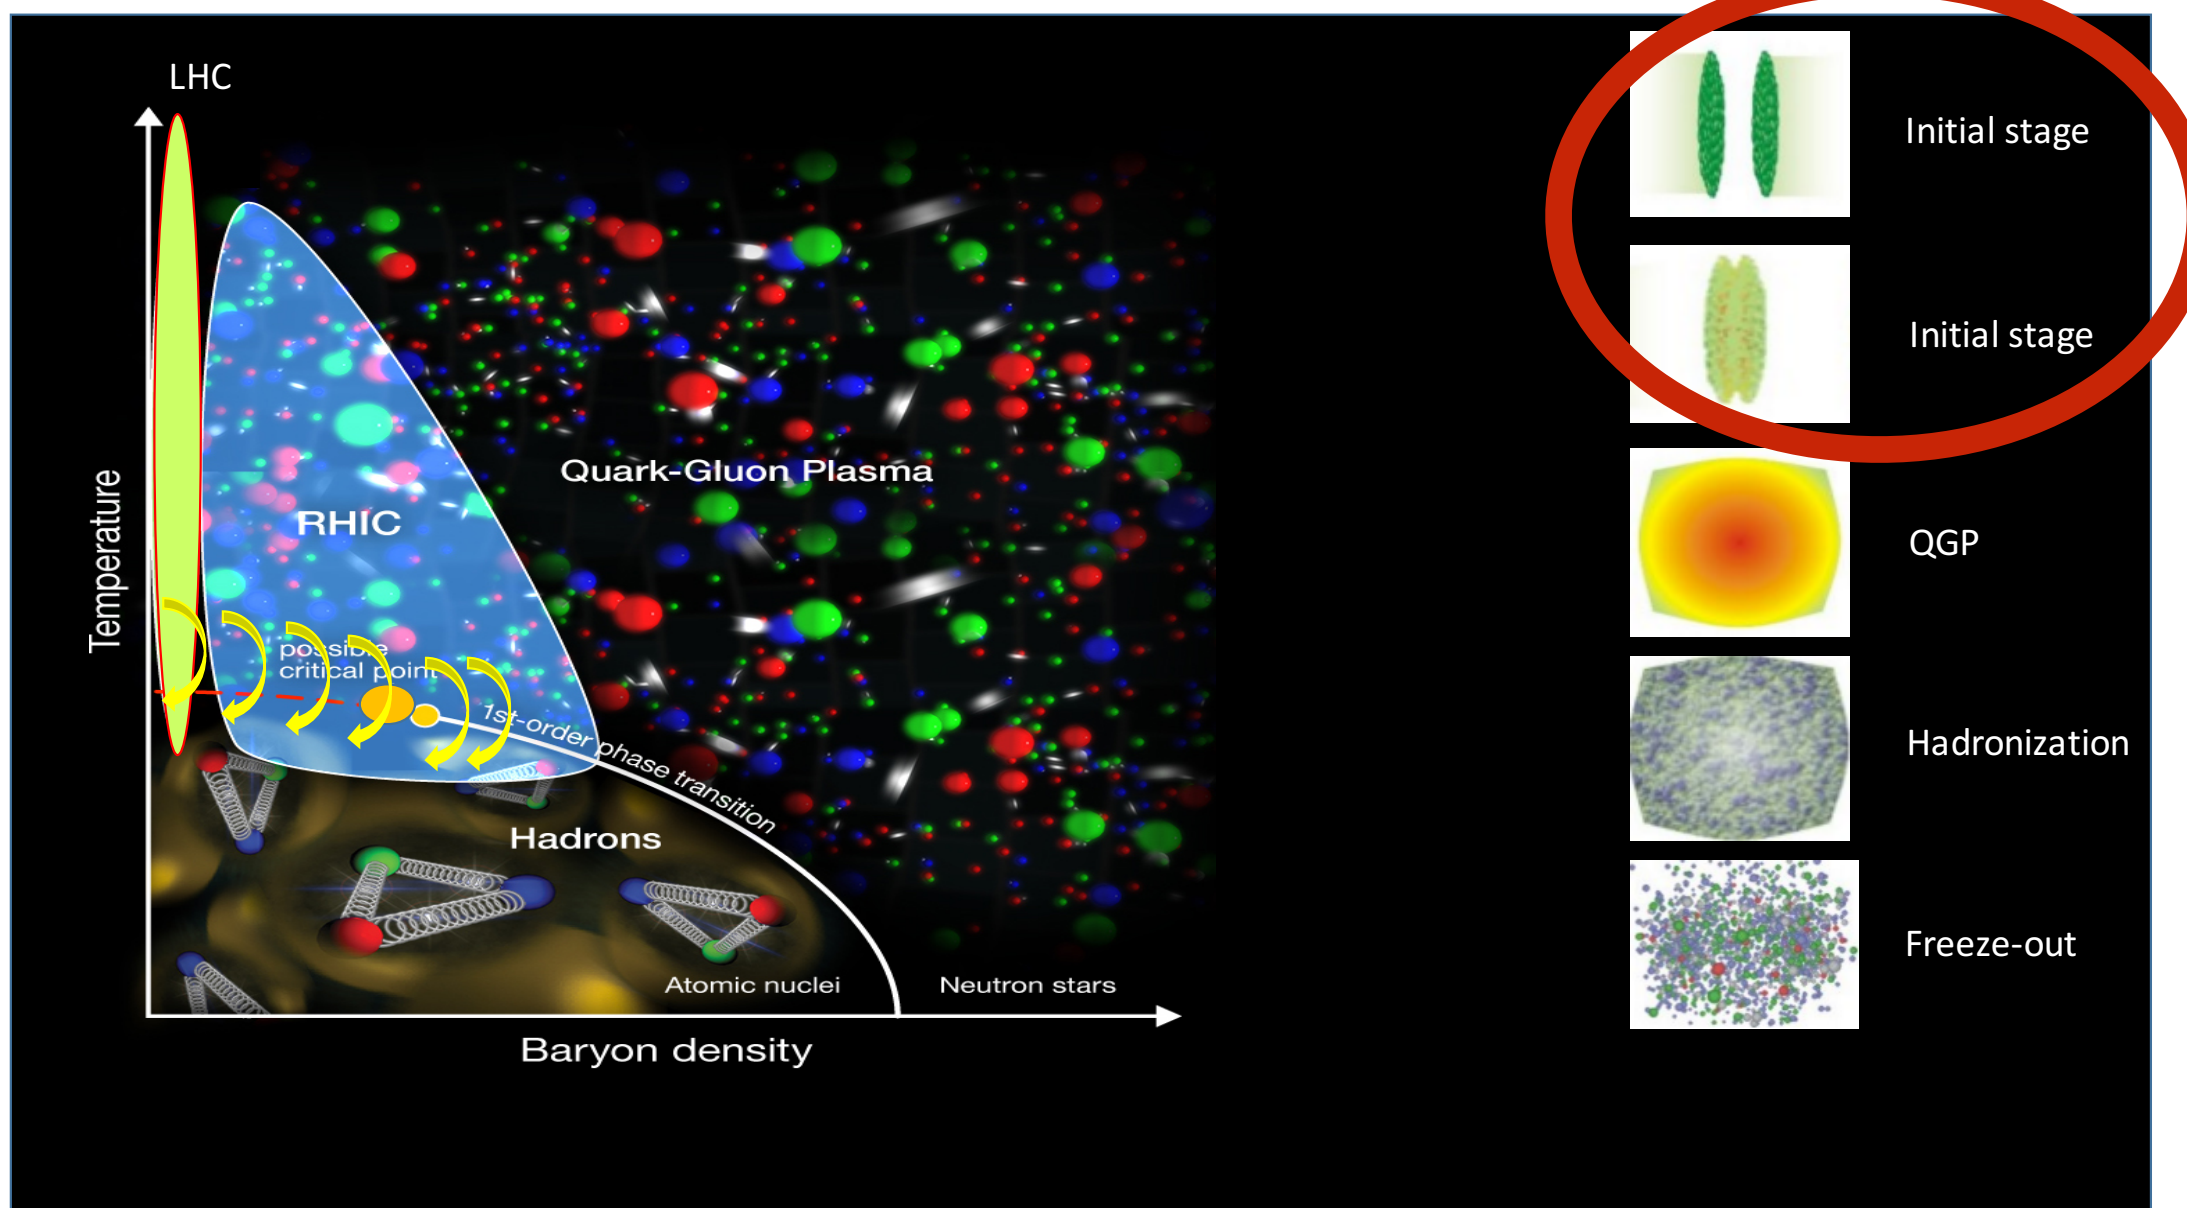 LHC
Temperature
Quark-Gluon Plasma
RHIC
possible
critical point
1st-order phase transition
Hadrons
Atomic nuclei
Neutron stars
Baryon density
Initial stage
Initial stage
QGP
Hadronization
Freeze-out